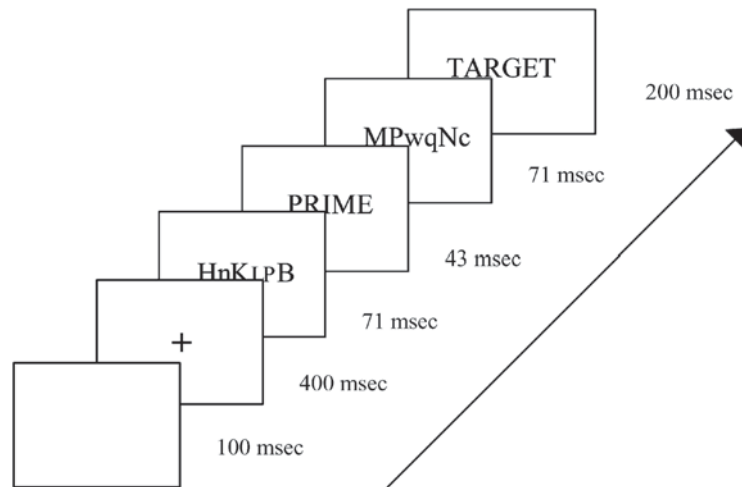 TARGET
200 msec
MPwqNc
71 msec
PRIME
43 msec
HnKLPB
71 msec
+
400 msec
100 msec